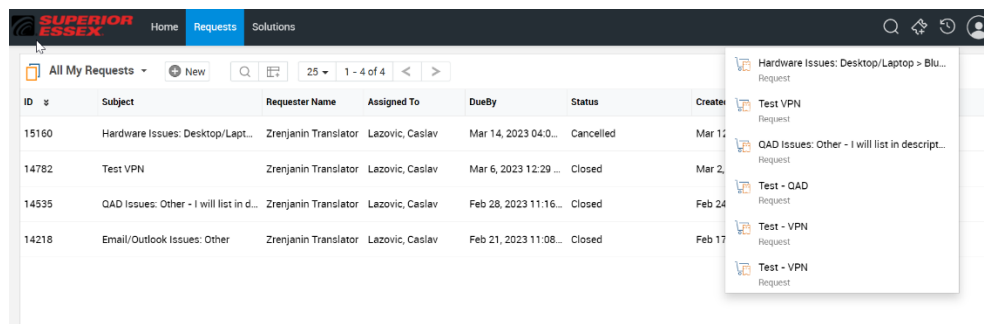 SUPERIOR
ESSEX
Home Requests Solutions
All My Requests New 25 1 - 4 of 4
ID Subject Requester Name Assigned To DueBy Status Create
15160 Hardware Issues: Desktop/Lapt... Zrenjanin Translator Lazovic, Caslav Mar 14, 2023 04:0... Cancelled Mar 12
14782 Test VPN Zrenjanin Translator Lazovic, Caslav Mar 6, 2023 12:29 ... Closed Mar 2,
14535 QAD Issues: Other - I will list in d... Zrenjanin Translator Lazovic, Caslav Feb 28, 2023 11:16... Closed Feb 24
14218 Email/Outlook Issues: Other Zrenjanin Translator Lazovic, Caslav Feb 21, 2023 11:08... Closed Feb 17
Hardware Issues: Desktop/Laptop > Blu...
Request
Test VPN
Request
QAD Issues: Other - I will list in descript...
Request
Test - QAD
Request
Test - VPN
Request
Test - VPN
Request